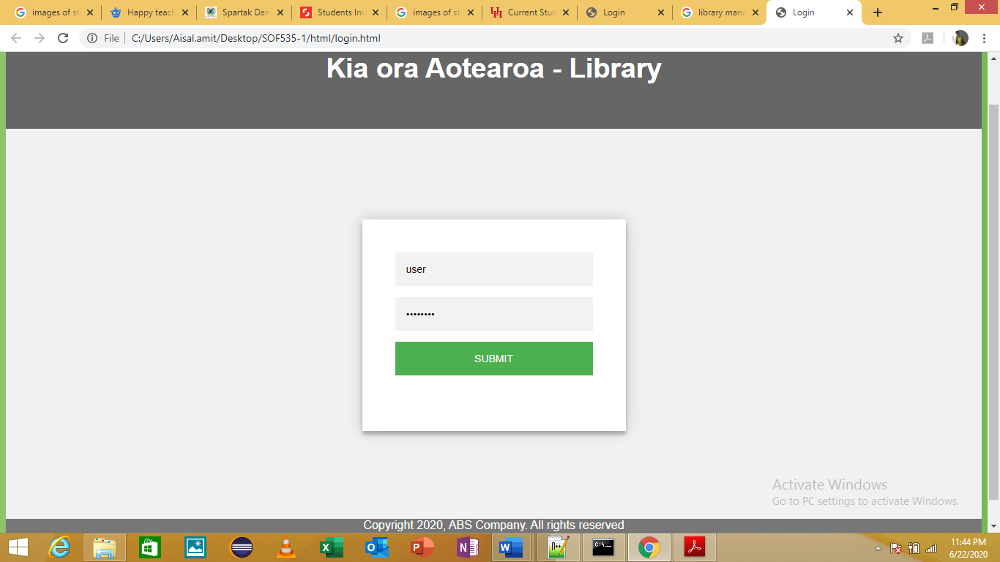 images of st
Happy teach
Spartak Dan
Students Ima
images of st
Current Stud
Login
library mana
Login
File
C:/Users/Aisal.amit/Desktop/SOF535-1/html/login.html
Kia ora Aotearoa - Library
user
••••••••
SUBMIT
Activate Windows
Go to PC settings to activate Windows.
Copyright 2020, ABS Company. All rights reserved
11:44 PM
6/22/2020